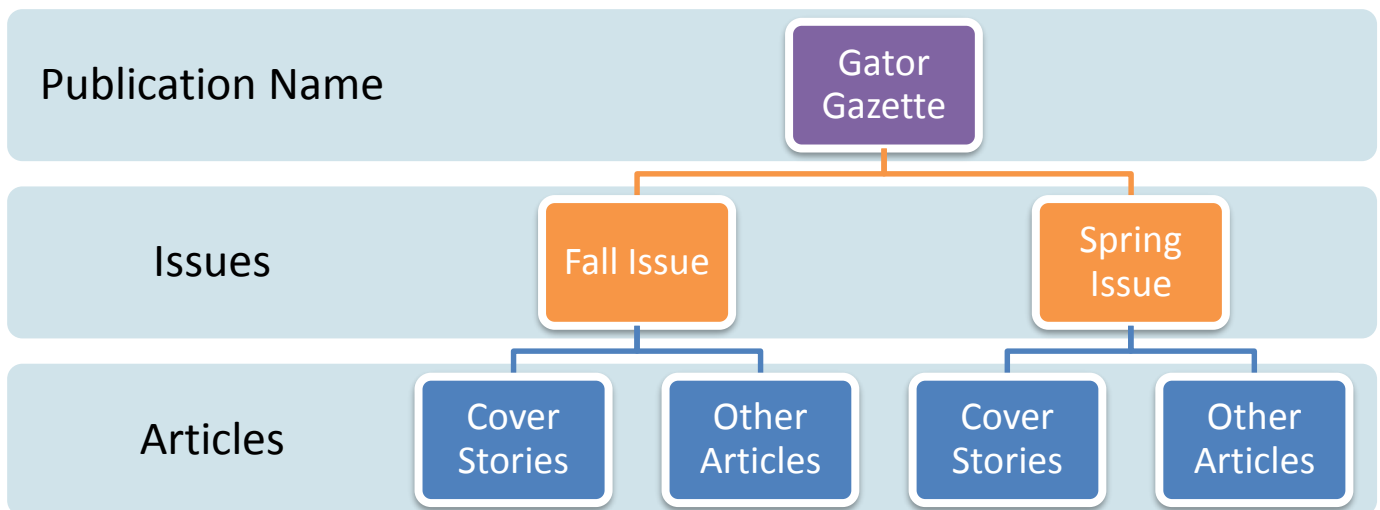 Publication Name
Gator
Gazette
Issues
Fall Issue
Spring
Issue
Articles
Cover
Stories
Other
Articles
Cover
Stories
Other
Articles